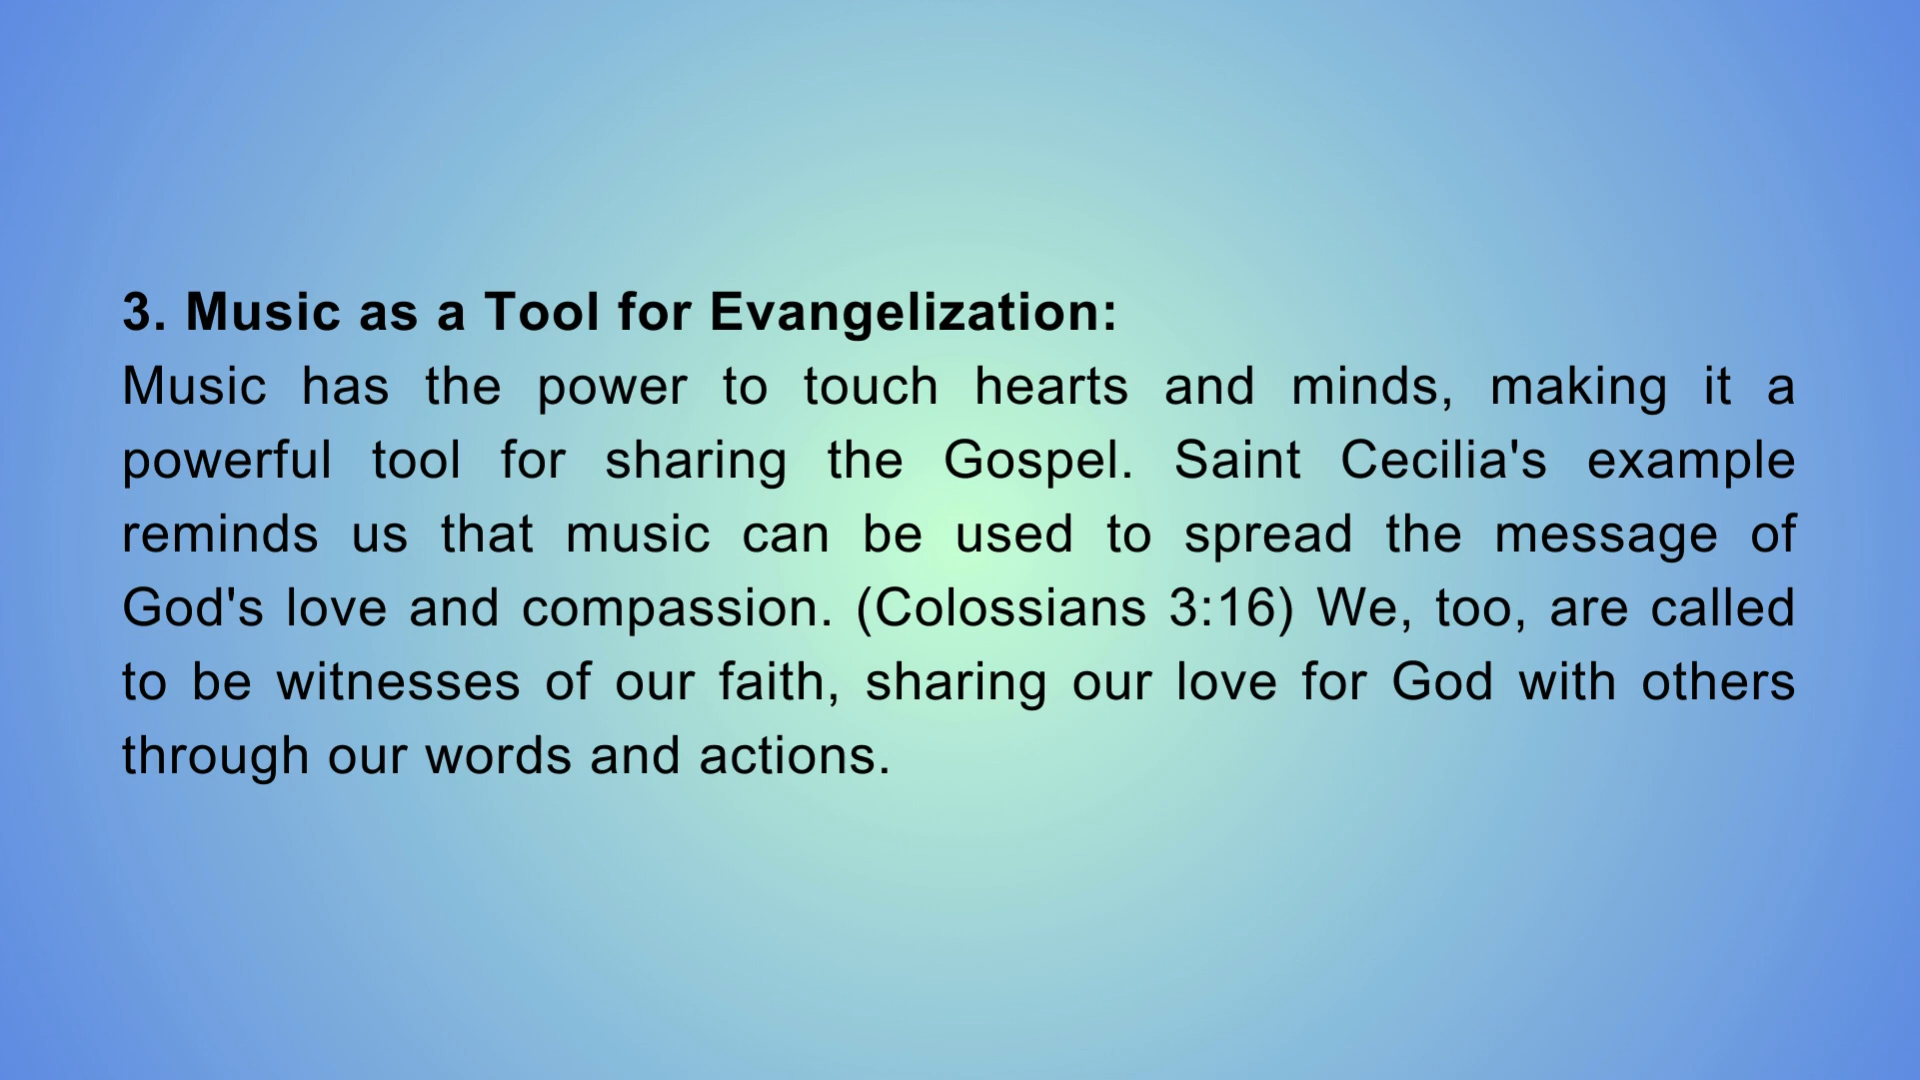 3. Music as a Tool for Evangelization:
Music has the power to touch hearts and minds, making it a
powerful tool for sharing the Gospel. Saint Cecilia's example
reminds us that music can be used to spread the message of
God's love and compassion. (Colossians 3:16) We, too, are called
to be witnesses of our faith, sharing our love for God with others
through our words and actions.